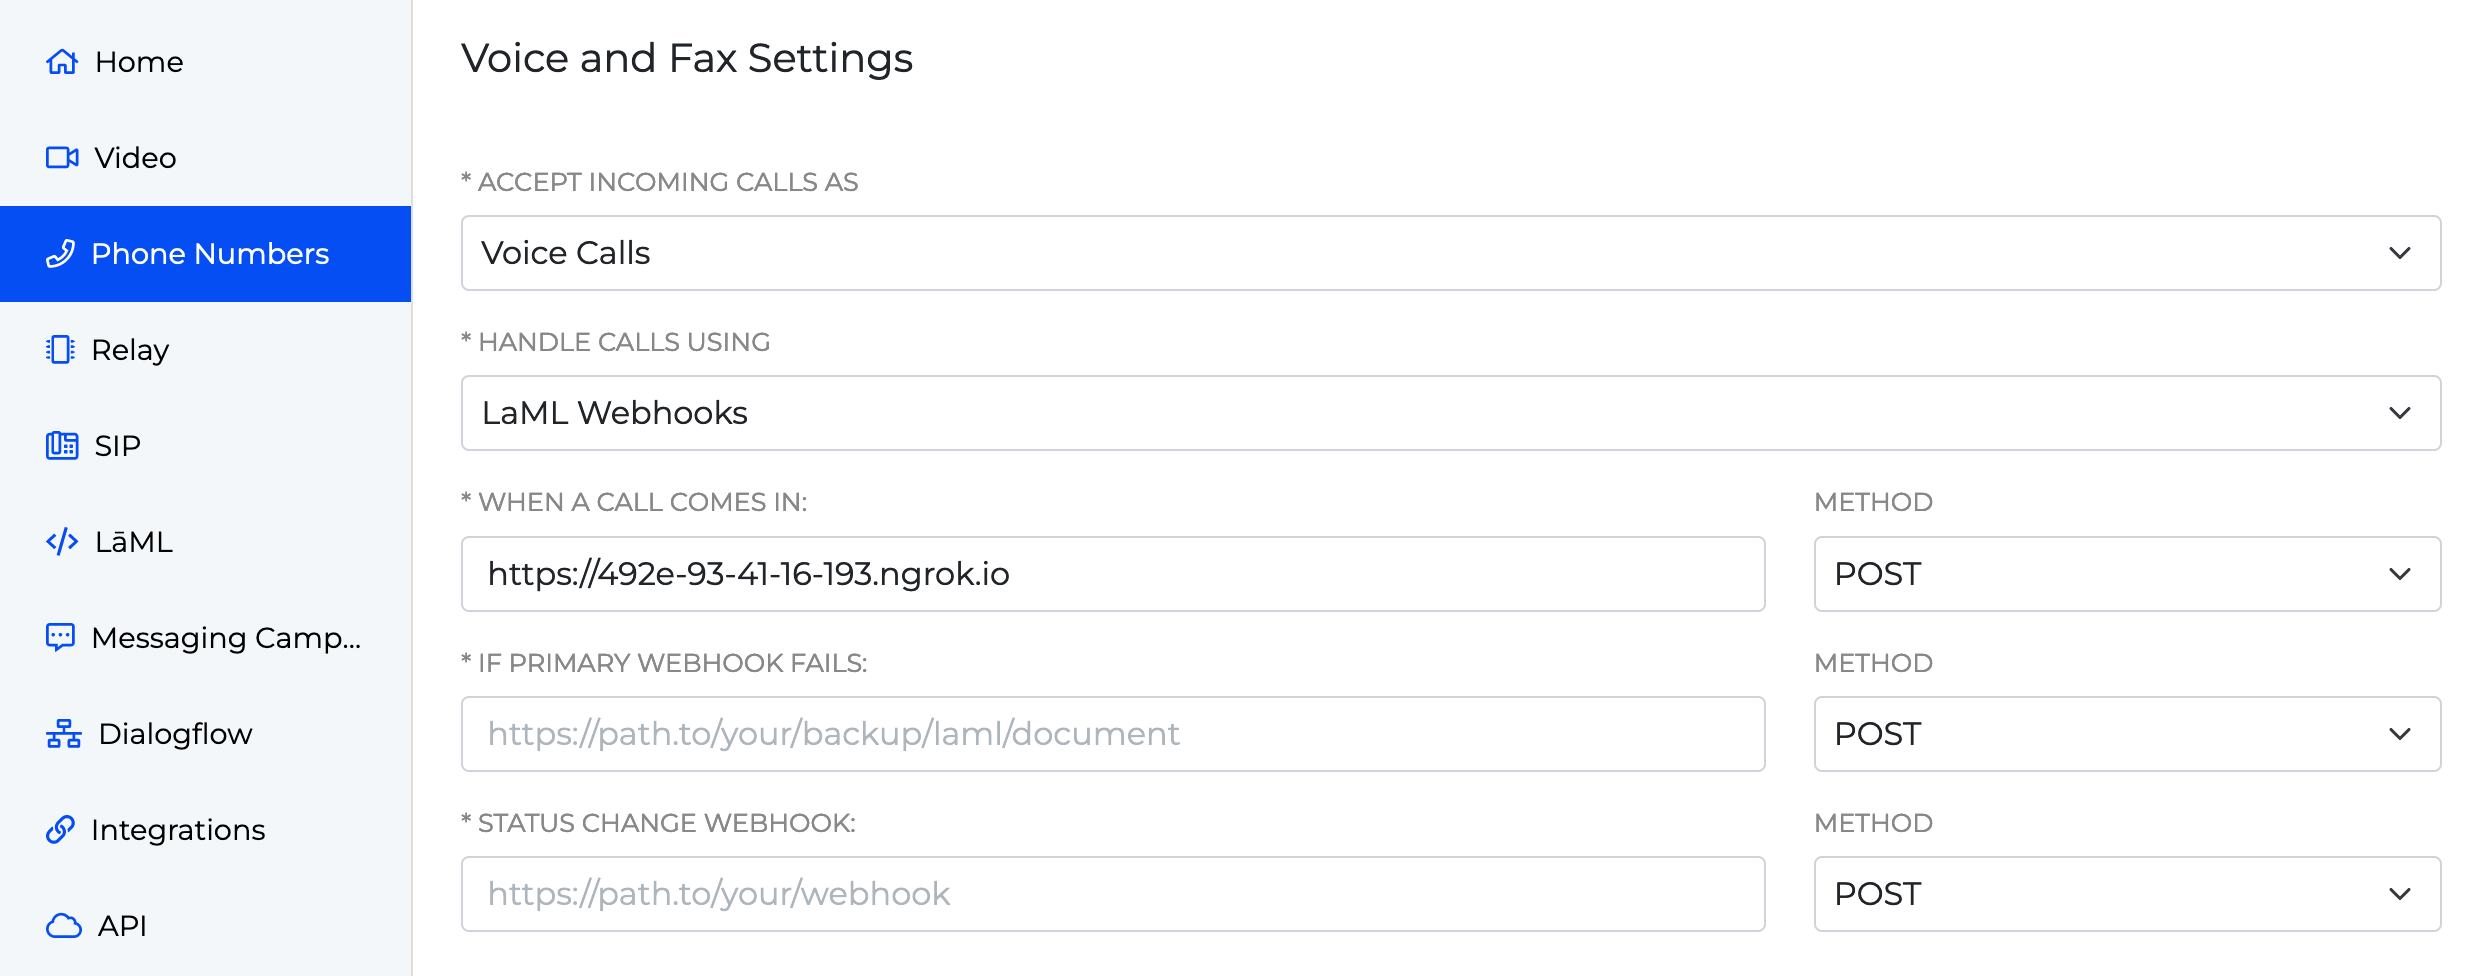 Home
Video
Phone Numbers
Relay
SIP
LāML
Messaging Camp...
Dialogflow
Integrations
API
Voice and Fax Settings
* ACCEPT INCOMING CALLS AS
Voice Calls
* HANDLE CALLS USING
LaML Webhooks
* WHEN A CALL COMES IN:
METHOD
https://492e-93-41-16-193.ngrok.io
POST
* IF PRIMARY WEBHOOK FAILS:
METHOD
https://path.to/your/backup/laml/document
POST
* STATUS CHANGE WEBHOOK:
METHOD
https://path.to/your/webhook
POST